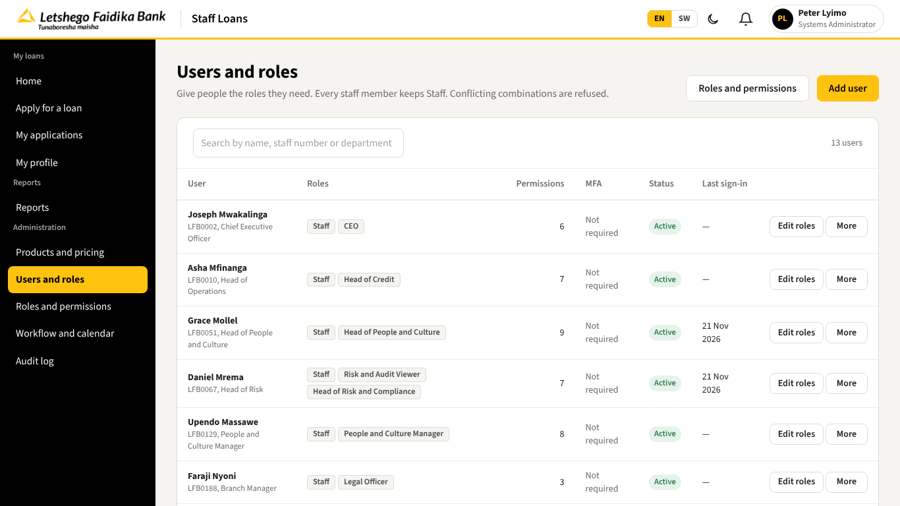 Letshego Faidika Bank
Tunaboresha maisha
Staff Loans
EN SW
PL
Peter Lyimo
Systems Administrator
My loans
Home
Apply for a loan
My applications
My profile
Reports
Reports
Administration
Products and pricing
Users and roles
Roles and permissions
Workflow and calendar
Audit log
Users and roles
Give people the roles they need. Every staff member keeps Staff. Conflicting combinations are refused.
Roles and permissions
Add user
Search by name, staff number or department
13 users
User Roles Permissions MFA Status Last sign-in
Joseph Mwakalinga
LFB0002, Chief Executive
Officer
Staff CEO
6
Not
required
Active
—
Edit roles More
Asha Mfinanga
LFB0010, Head of
Operations
Staff Head of Credit
7
Not
required
Active
—
Edit roles More
Grace Mollel
LFB0051, Head of People
and Culture
Staff Head of People and Culture
9
Not
required
Active
21 Nov
2026
Edit roles More
Daniel Mrema
LFB0067, Head of Risk
Staff Risk and Audit Viewer
Head of Risk and Compliance
7
Not
required
Active
21 Nov
2026
Edit roles More
Upendo Massawe
LFB0129, People and
Culture Manager
Staff People and Culture Manager
8
Not
required
Active
—
Edit roles More
Faraji Nyoni
LFB0188, Branch Manager
Staff Legal Officer
3
Not
required
Active
—
Edit roles More